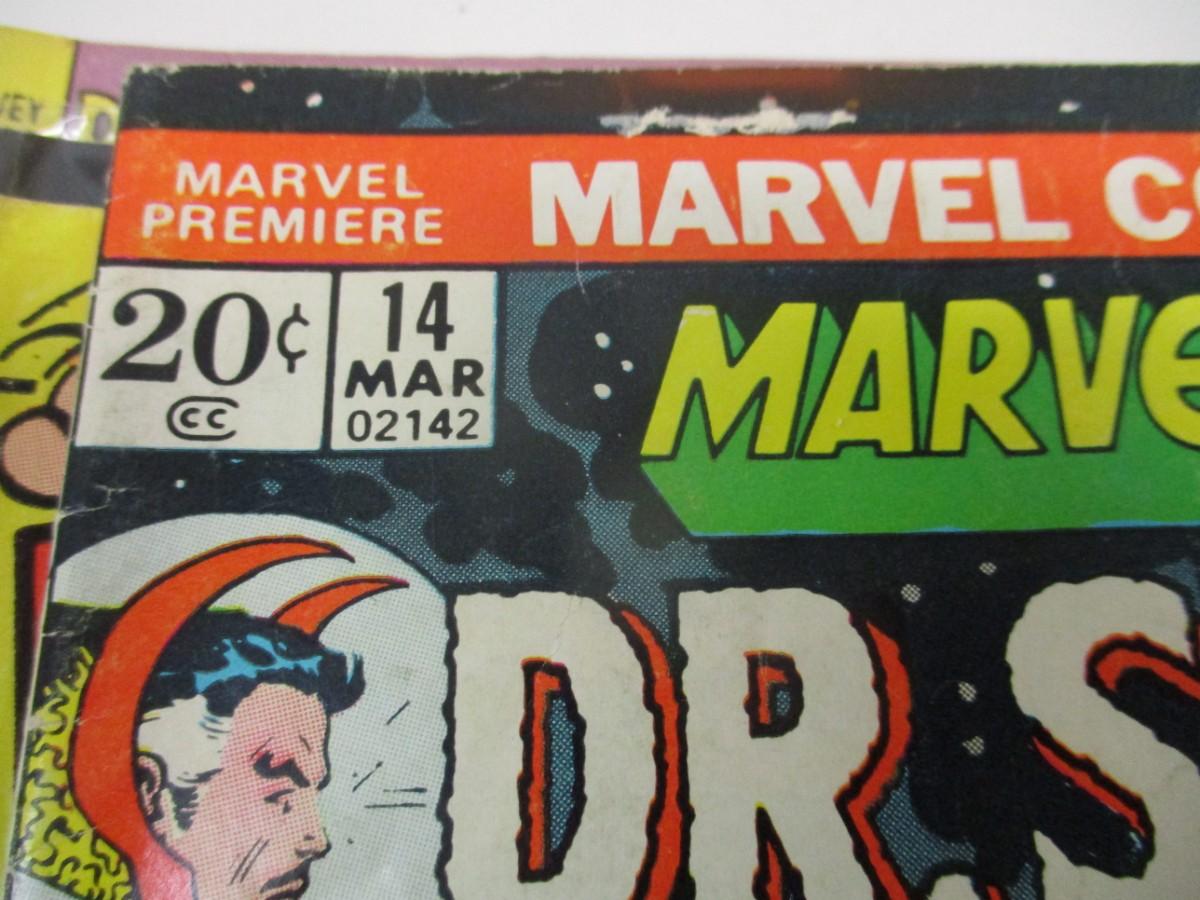 MARVEL
PREMIERE
MARVEL
20¢
CC
14
MAR
02142
MARVE
DR. S